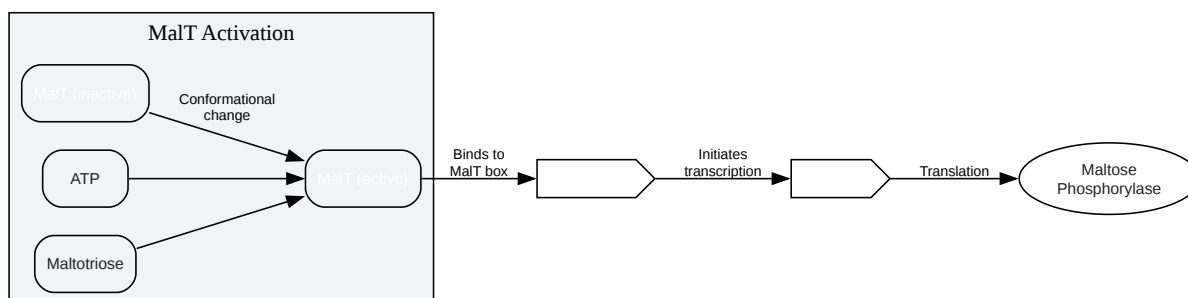 MalT Activation
MalT (inactive)
Conformational
change
ATP
MalT (active)
Maltotriose
Binds to
MalT box
Initiates
transcription
Translation
Maltose
Phosphorylase